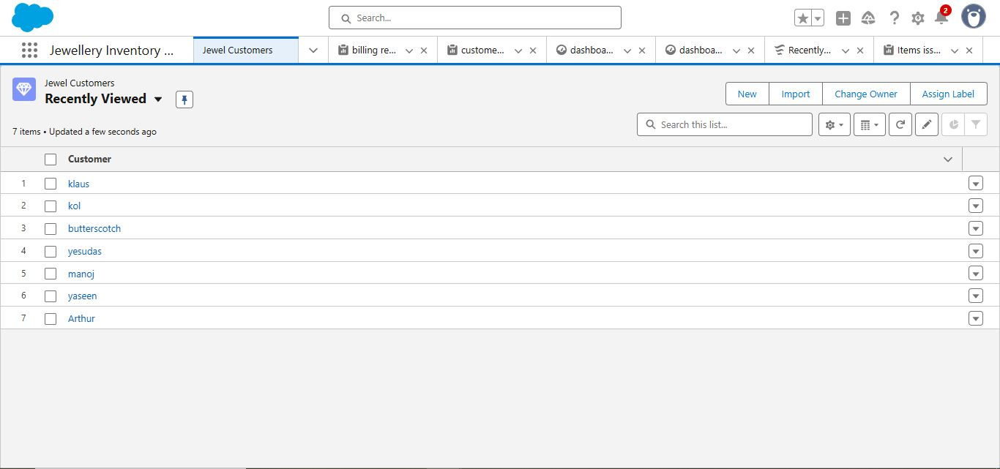 Search...
2
Jewellery Inventory ...
Jewel Customers
billing re...
custome...
dashboa...
dashboa...
Recently...
Items iss...
Jewel Customers
Recently Viewed
New
Import
Change Owner
Assign Label
7 items • Updated a few seconds ago
Search this list...
Customer
1 klaus
2 kol
3 butterscotch
4 yesudas
5 manoj
6 yaseen
7 Arthur